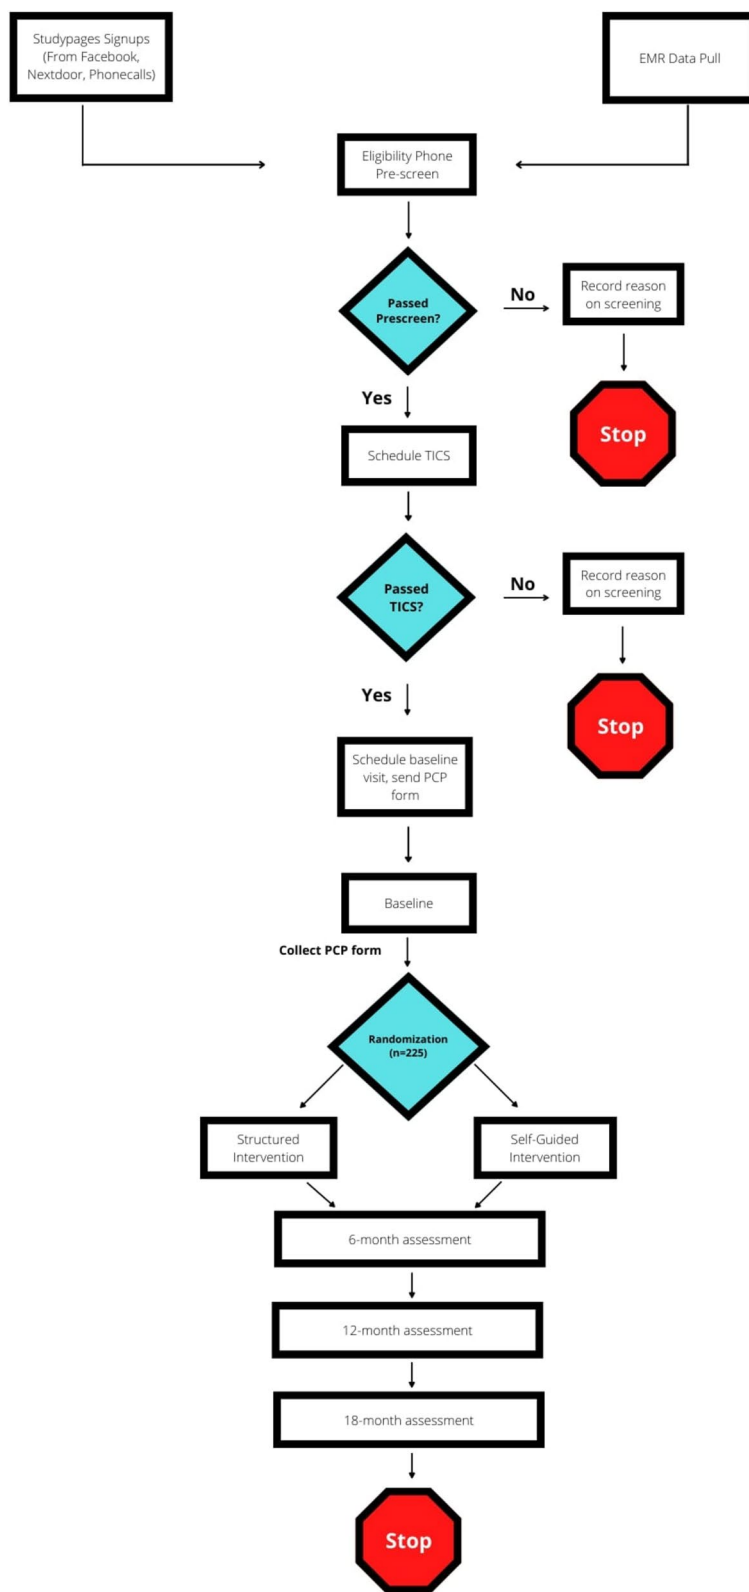 Studypages Signups
(From Facebook,
Nextdoor, Phonecalls)
EMR Data Pull
Eligibility Phone
Pre-screen
Passed
Prescreen?
No
Record reason
on screening
Stop
Yes
Schedule TICS
Passed
TICS?
No
Record reason
on screening
Stop
Yes
Schedule baseline
visit, send PCP
form
Baseline
Collect PCP form
Randomization
(n=225)
Structured
Intervention
Self-Guided
Intervention
6-month assessment
12-month assessment
18-month assessment
Stop